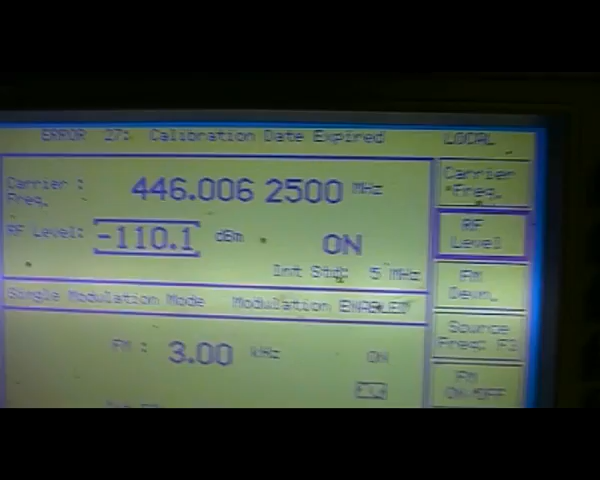 ERROR 27: Calibration Date Expired LOCAL
Carrier Freq.: 446.006 2500 MHz
RF Level: -110.1 dBm ON
Int Std: 5 MHz
Single Modulation Mode Modulation ENABLED
FM : 3.00 kHz ON
Carrier
Freq.
RF
Level
FM
Devn.
Source
Freq: F3
FM
ON/OFF